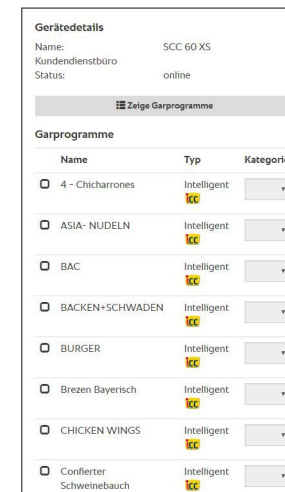 Gerätedetails
Name: SCC 60 XS
Kundendienstbüro
Status: online
Zeige Garprogramme
Garprogramme
Name Typ Kategorie
4 - Chicharrones Intelligent
icc
ASIA- NUDELN Intelligent
icc
BAC Intelligent
icc
BACKEN+SCHWADEN Intelligent
icc
BURGER Intelligent
icc
Brezen Bayerisch Intelligent
icc
CHICKEN WINGS Intelligent
icc
Confierter Intelligent
Schweinebauch icc